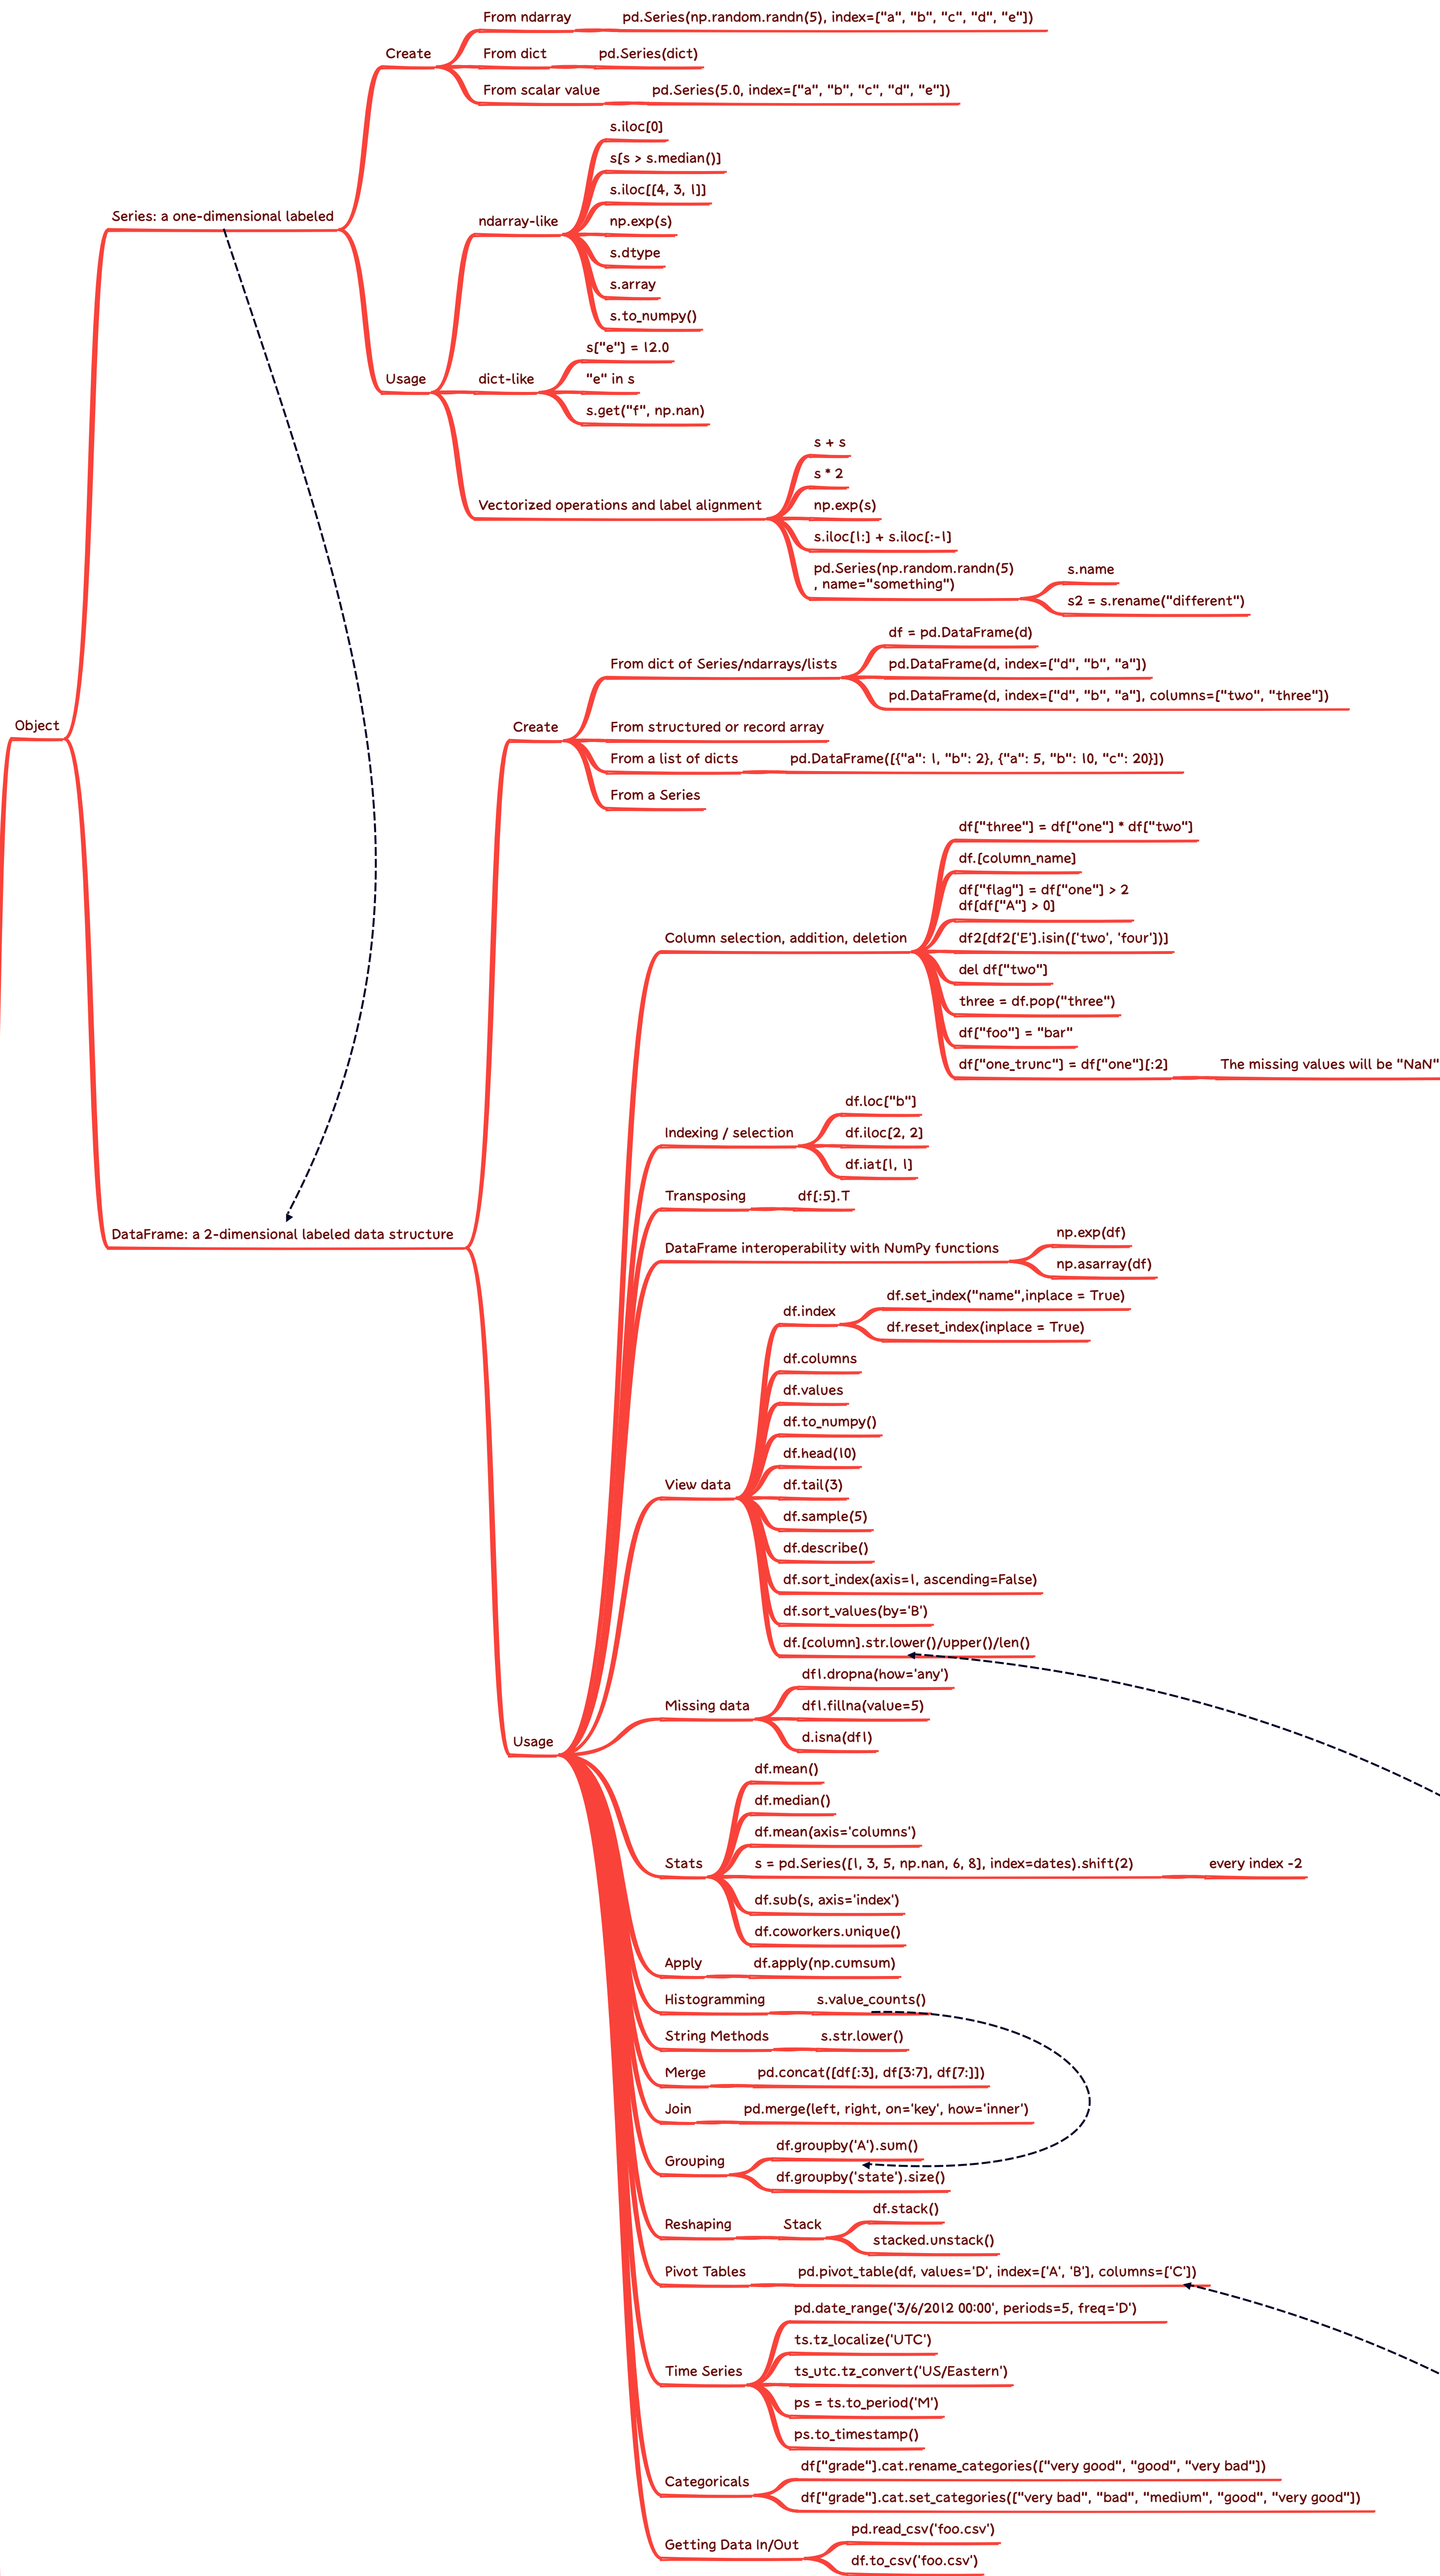 From ndarray
pd.Series(np.random.randn(5), index=["a", "b", "c", "d", "e"])
Create
From dict
pd.Series(dict)
From scalar value
pd.Series(5.0, index=["a", "b", "c", "d", "e"])
Series: a one-dimensional labeled
s.iloc[0]
s[s > s.median()]
s.iloc[[4, 3, 1]]
ndarray-like
np.exp(s)
s.dtype
s.array
s.to_numpy()
s["e"] = 12.0
Usage
dict-like
"e" in s
s.get("f", np.nan)
s + s
s * 2
Vectorized operations and label alignment
np.exp(s)
s.iloc[1:] + s.iloc[:-1]
pd.Series(np.random.randn(5)
, name="something")
s.name
s2 = s.rename("different")
Object
df = pd.DataFrame(d)
From dict of Series/ndarrays/lists
pd.DataFrame(d, index=["d", "b", "a"])
pd.DataFrame(d, index=["d", "b", "a"], columns=["two", "three"])
Create
From structured or record array
From a list of dicts
pd.DataFrame([{"a": 1, "b": 2}, {"a": 5, "b": 10, "c": 20}])
From a Series
df["three"] = df["one"] * df["two"]
df.[column_name]
df["flag"] = df["one"] > 2
df[df["A"] > 0]
Column selection, addition, deletion
df2[df2['E'].isin(['two', 'four'])]
del df["two"]
three = df.pop("three")
df["foo"] = "bar"
df["one_trunc"] = df["one"][:2]
The missing values will be "NaN"
df.loc["b"]
Indexing / selection
df.iloc[2, 2]
df.iat[1, 1]
Transposing
df[:5].T
DataFrame: a 2-dimensional labeled data structure
DataFrame interoperability with NumPy functions
np.exp(df)
np.asarray(df)
df.index
df.set_index("name",inplace = True)
df.reset_index(inplace = True)
df.columns
df.values
df.to_numpy()
df.head(10)
View data
df.tail(3)
df.sample(5)
df.describe()
df.sort_index(axis=1, ascending=False)
df.sort_values(by='B')
df.[column].str.lower()/upper()/len()
df1.dropna(how='any')
Missing data
df1.fillna(value=5)
d.isna(df1)
Usage
df.mean()
df.median()
df.mean(axis='columns')
Stats
s = pd.Series([1, 3, 5, np.nan, 6, 8], index=dates).shift(2)
every index -2
df.sub(s, axis='index')
df.coworkers.unique()
Apply
df.apply(np.cumsum)
Histogramming
s.value_counts()
String Methods
s.str.lower()
Merge
pd.concat([df[:3], df[3:7], df[7:]])
Join
pd.merge(left, right, on='key', how='inner')
Grouping
df.groupby('A').sum()
df.groupby('state').size()
Reshaping
Stack
df.stack()
stacked.unstack()
Pivot Tables
pd.pivot_table(df, values='D', index=['A', 'B'], columns=['C'])
pd.date_range('3/6/2012 00:00', periods=5, freq='D')
ts.tz_localize('UTC')
Time Series
ts_utc.tz_convert('US/Eastern')
ps = ts.to_period('M')
ps.to_timestamp()
Categoricals
df["grade"].cat.rename_categories(["very good", "good", "very bad"])
df["grade"].cat.set_categories(["very bad", "bad", "medium", "good", "very good"])
Getting Data In/Out
pd.read_csv('foo.csv')
df.to_csv('foo.csv')